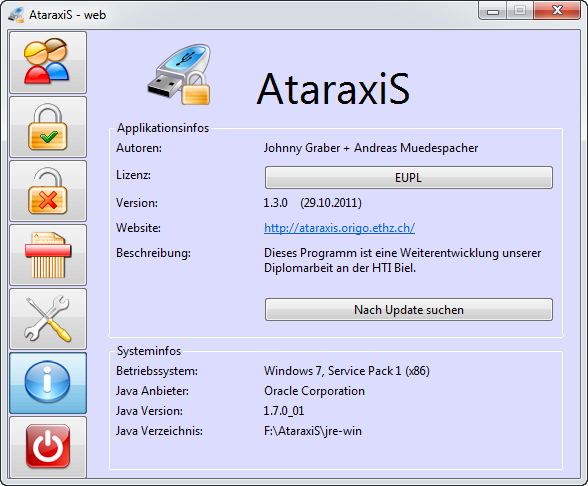 AtaraxiS - web
AtaraxiS
Applikationsinfos
Autoren: Johnny Graber + Andreas Muedespacher
Lizenz: EUPL
Version: 1.3.0 (29.10.2011)
Website: http://ataraxis.origo.ethz.ch/
Beschreibung: Dieses Programm ist eine Weiterentwicklung unserer
Diplomarbeit an der HTI Biel.
Nach Update suchen
Systeminfos
Betriebssystem: Windows 7, Service Pack 1 (x86)
Java Anbieter: Oracle Corporation
Java Version: 1.7.0_01
Java Verzeichnis: F:\AtaraxiS\jre-win